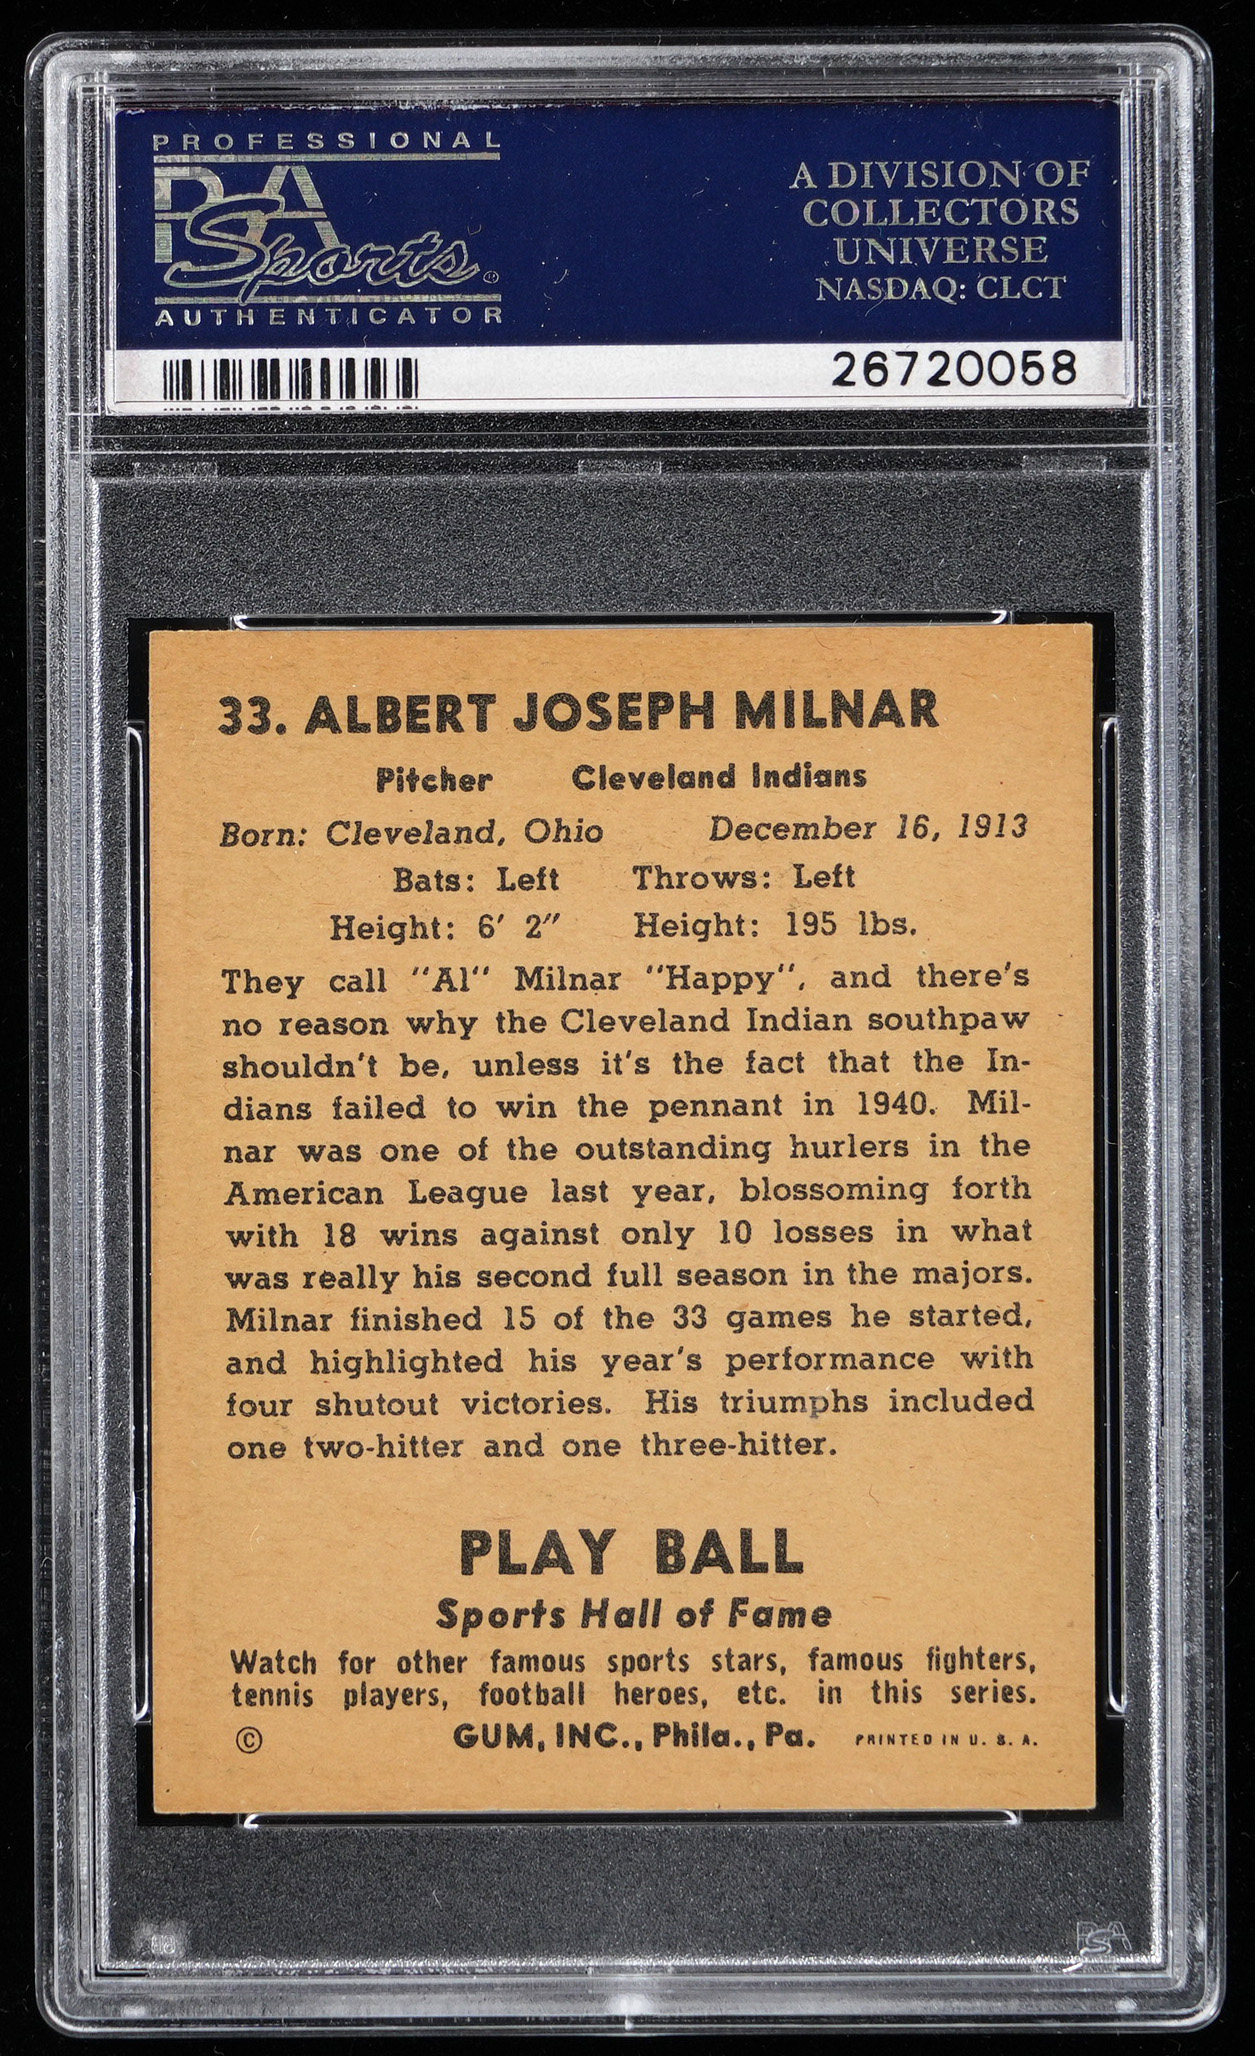 PROFESSIONAL
PSA
Sports
AUTHENTICATOR
A DIVISION OF
COLLECTORS
UNIVERSE
NASDAQ: CLCT
26720058
33. ALBERT JOSEPH MILNAR
Pitcher Cleveland Indians
Born: Cleveland, Ohio December 16, 1913
Bats: Left Throws: Left
Height: 6' 2" Height: 195 lbs.
They call "Al" Milnar "Happy", and there's
no reason why the Cleveland Indian southpaw
shouldn't be, unless it's the fact that the In-
dians failed to win the pennant in 1940. Mil-
nar was one of the outstanding hurlers in the
American League last year, blossoming forth
with 18 wins against only 10 losses in what
was really his second full season in the majors.
Milnar finished 15 of the 33 games he started,
and highlighted his year's performance with
four shutout victories. His triumphs included
one two-hitter and one three-hitter.
PLAY BALL
Sports Hall of Fame
Watch for other famous sports stars, famous fighters,
tennis players, football heroes, etc. in this series.
© GUM, INC., Phila., Pa. PRINTED IN U. S. A.
PSA